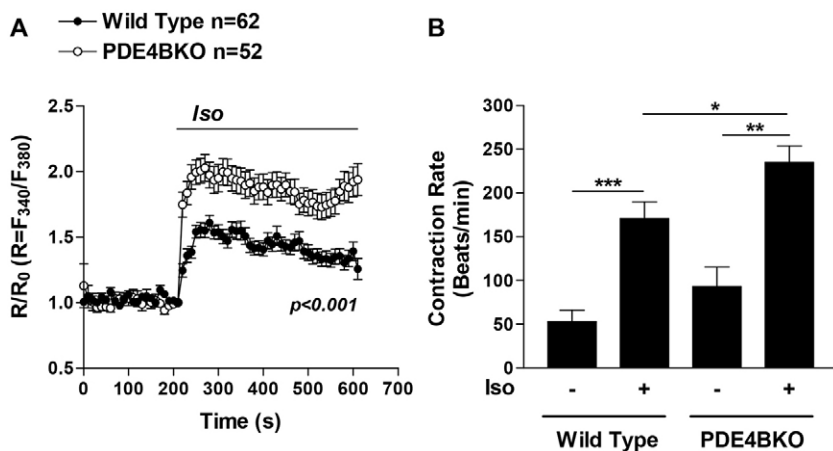 A
Wild Type n=62
PDE4BKO n=52
Iso
R/R0 (R=F340/F380)
2.5
2.0
1.5
1.0
0.5
p<0.001
0 100 200 300 400 500 600 700
Time (s)
B
Contraction Rate
(Beats/min)
300
250
200
150
100
50
0
*
**
***
Iso - + - +
Wild Type PDE4BKO